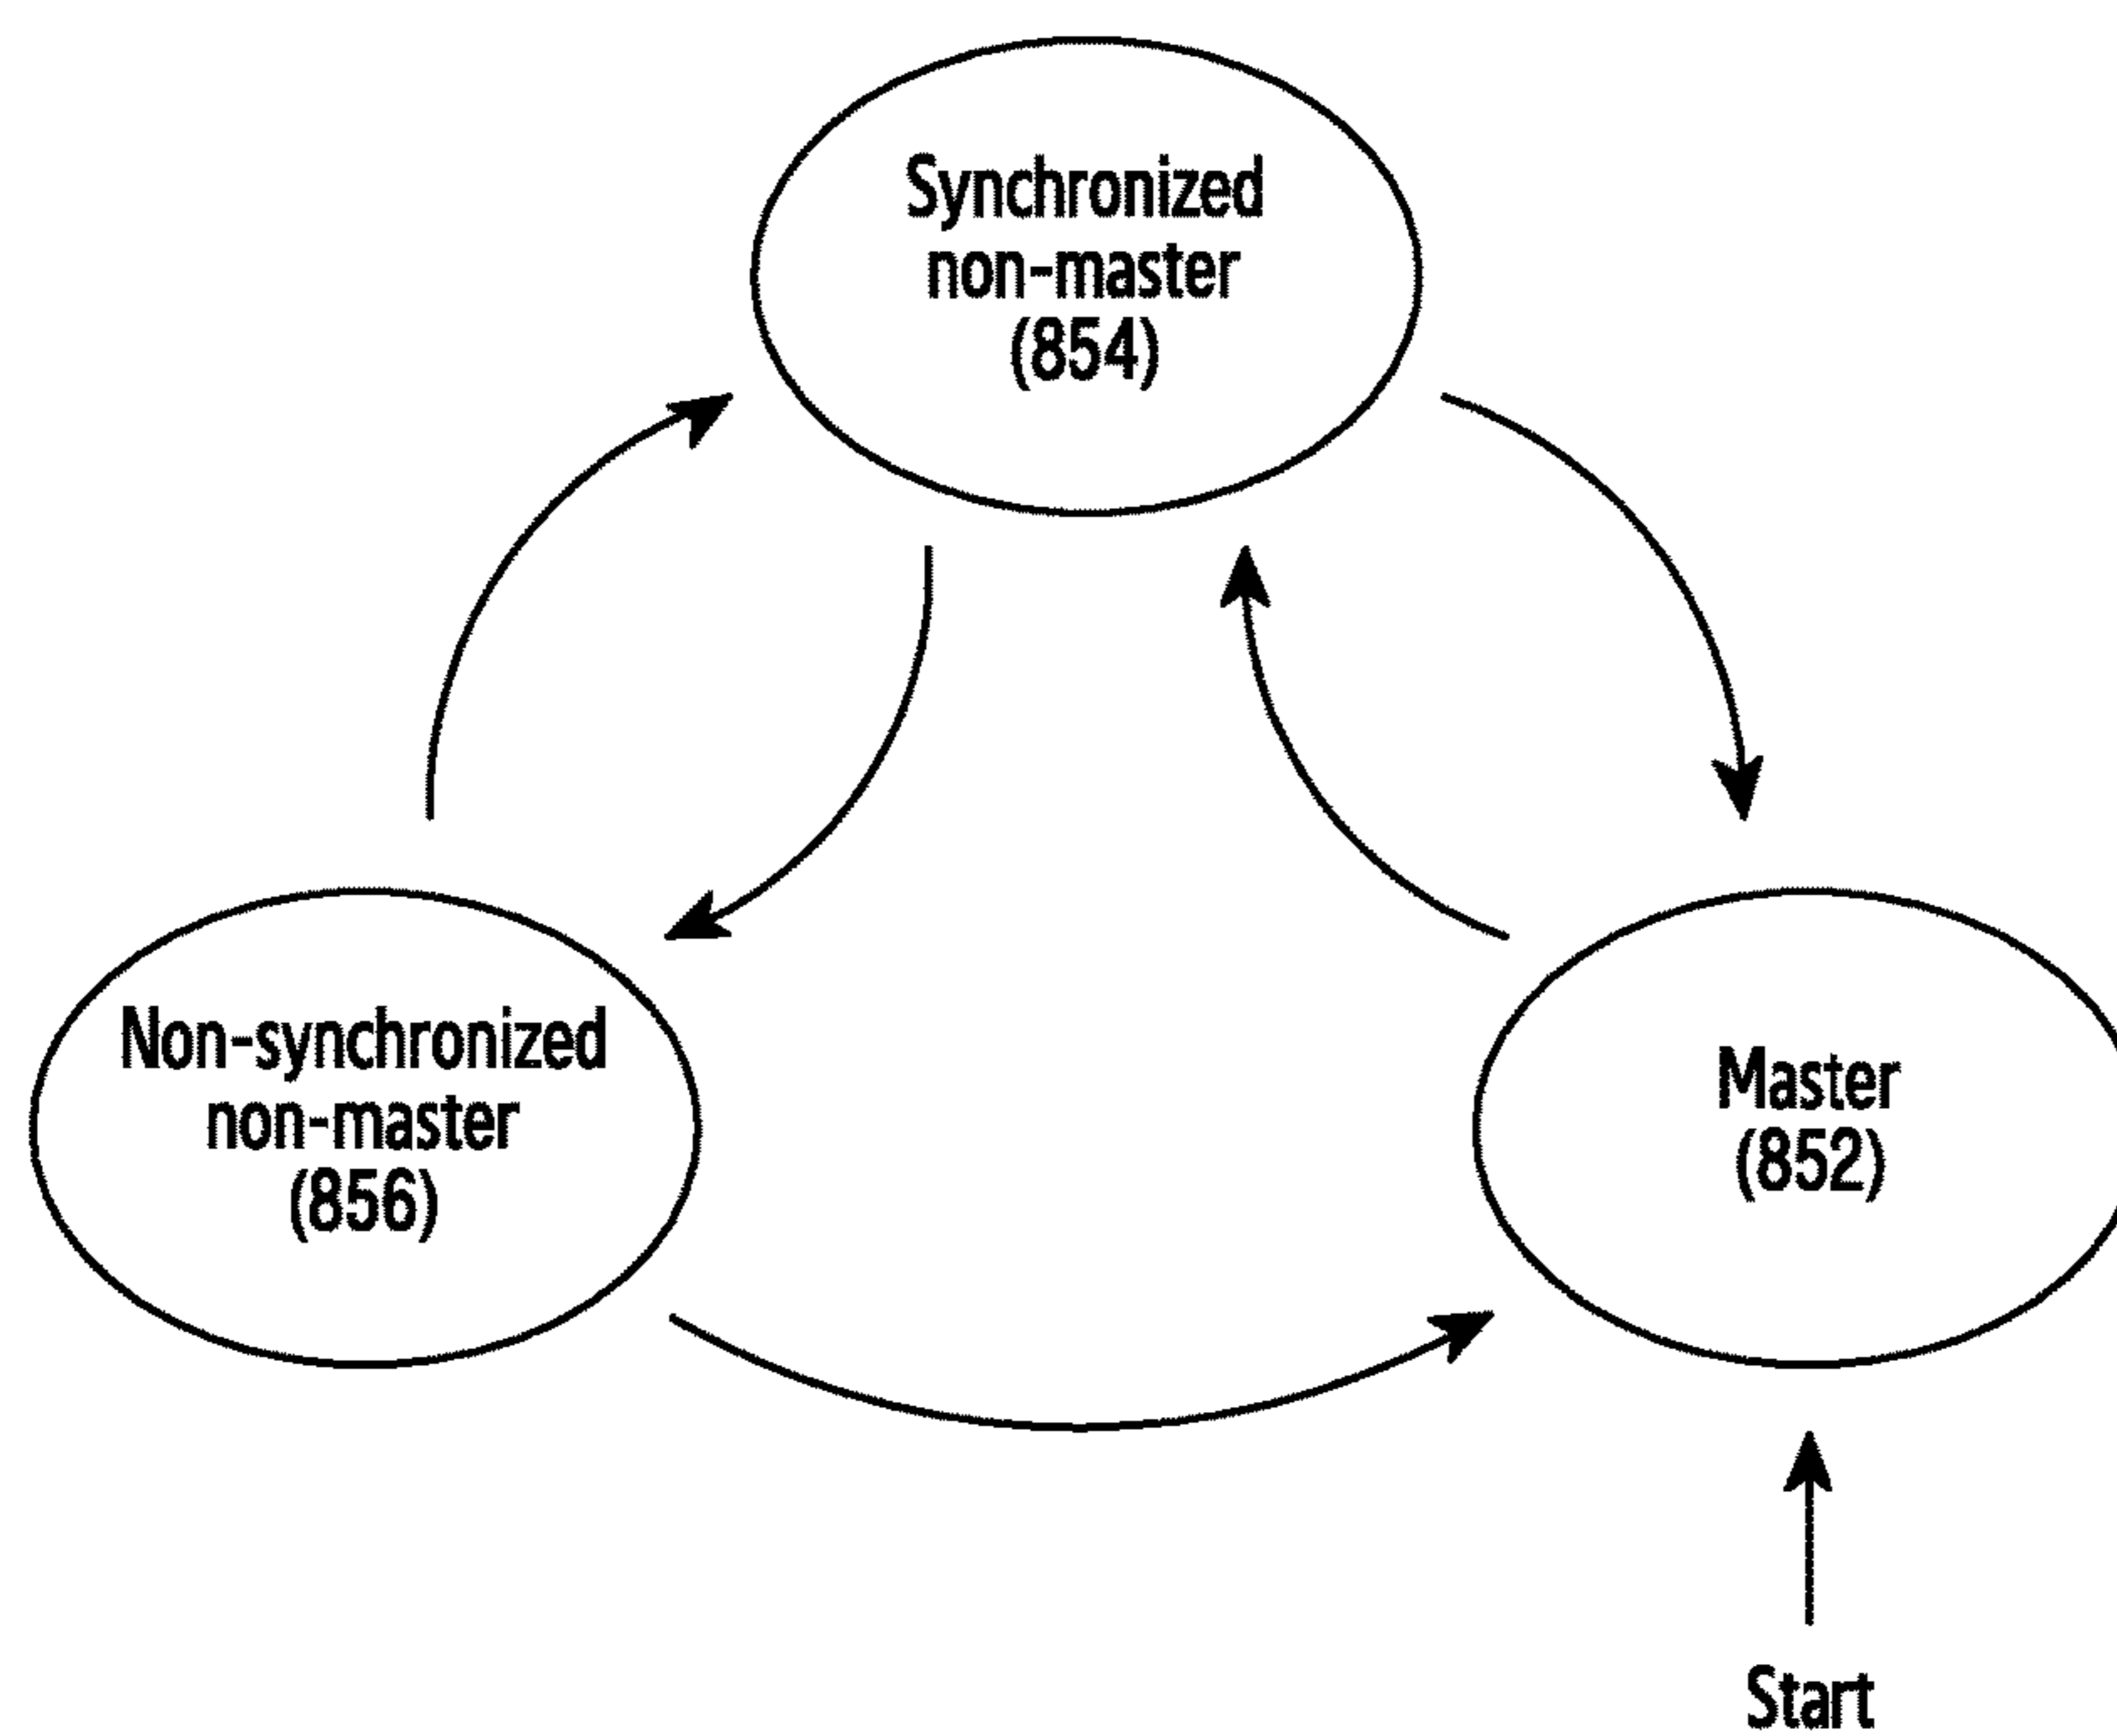 Synchronized
non-master
(854)
Non-synchronized
non-master
(856)
Master
(852)
Start